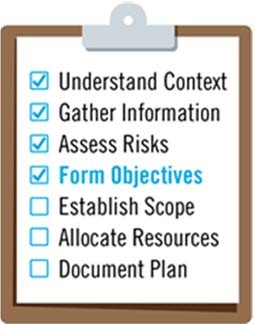 Understand Context
Gather Information
Assess Risks
Form Objectives
Establish Scope
Allocate Resources
Document Plan